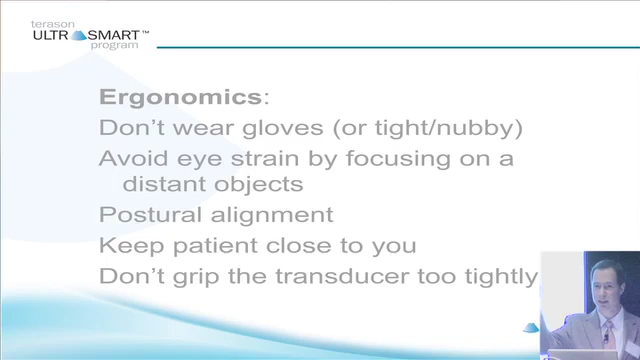 terason
ULTRASMART™
program
Ergonomics:
Don't wear gloves (or tight/nubby)
Avoid eye strain by focusing on a
distant objects
Postural alignment
Keep patient close to you
Don't grip the transducer too tightly